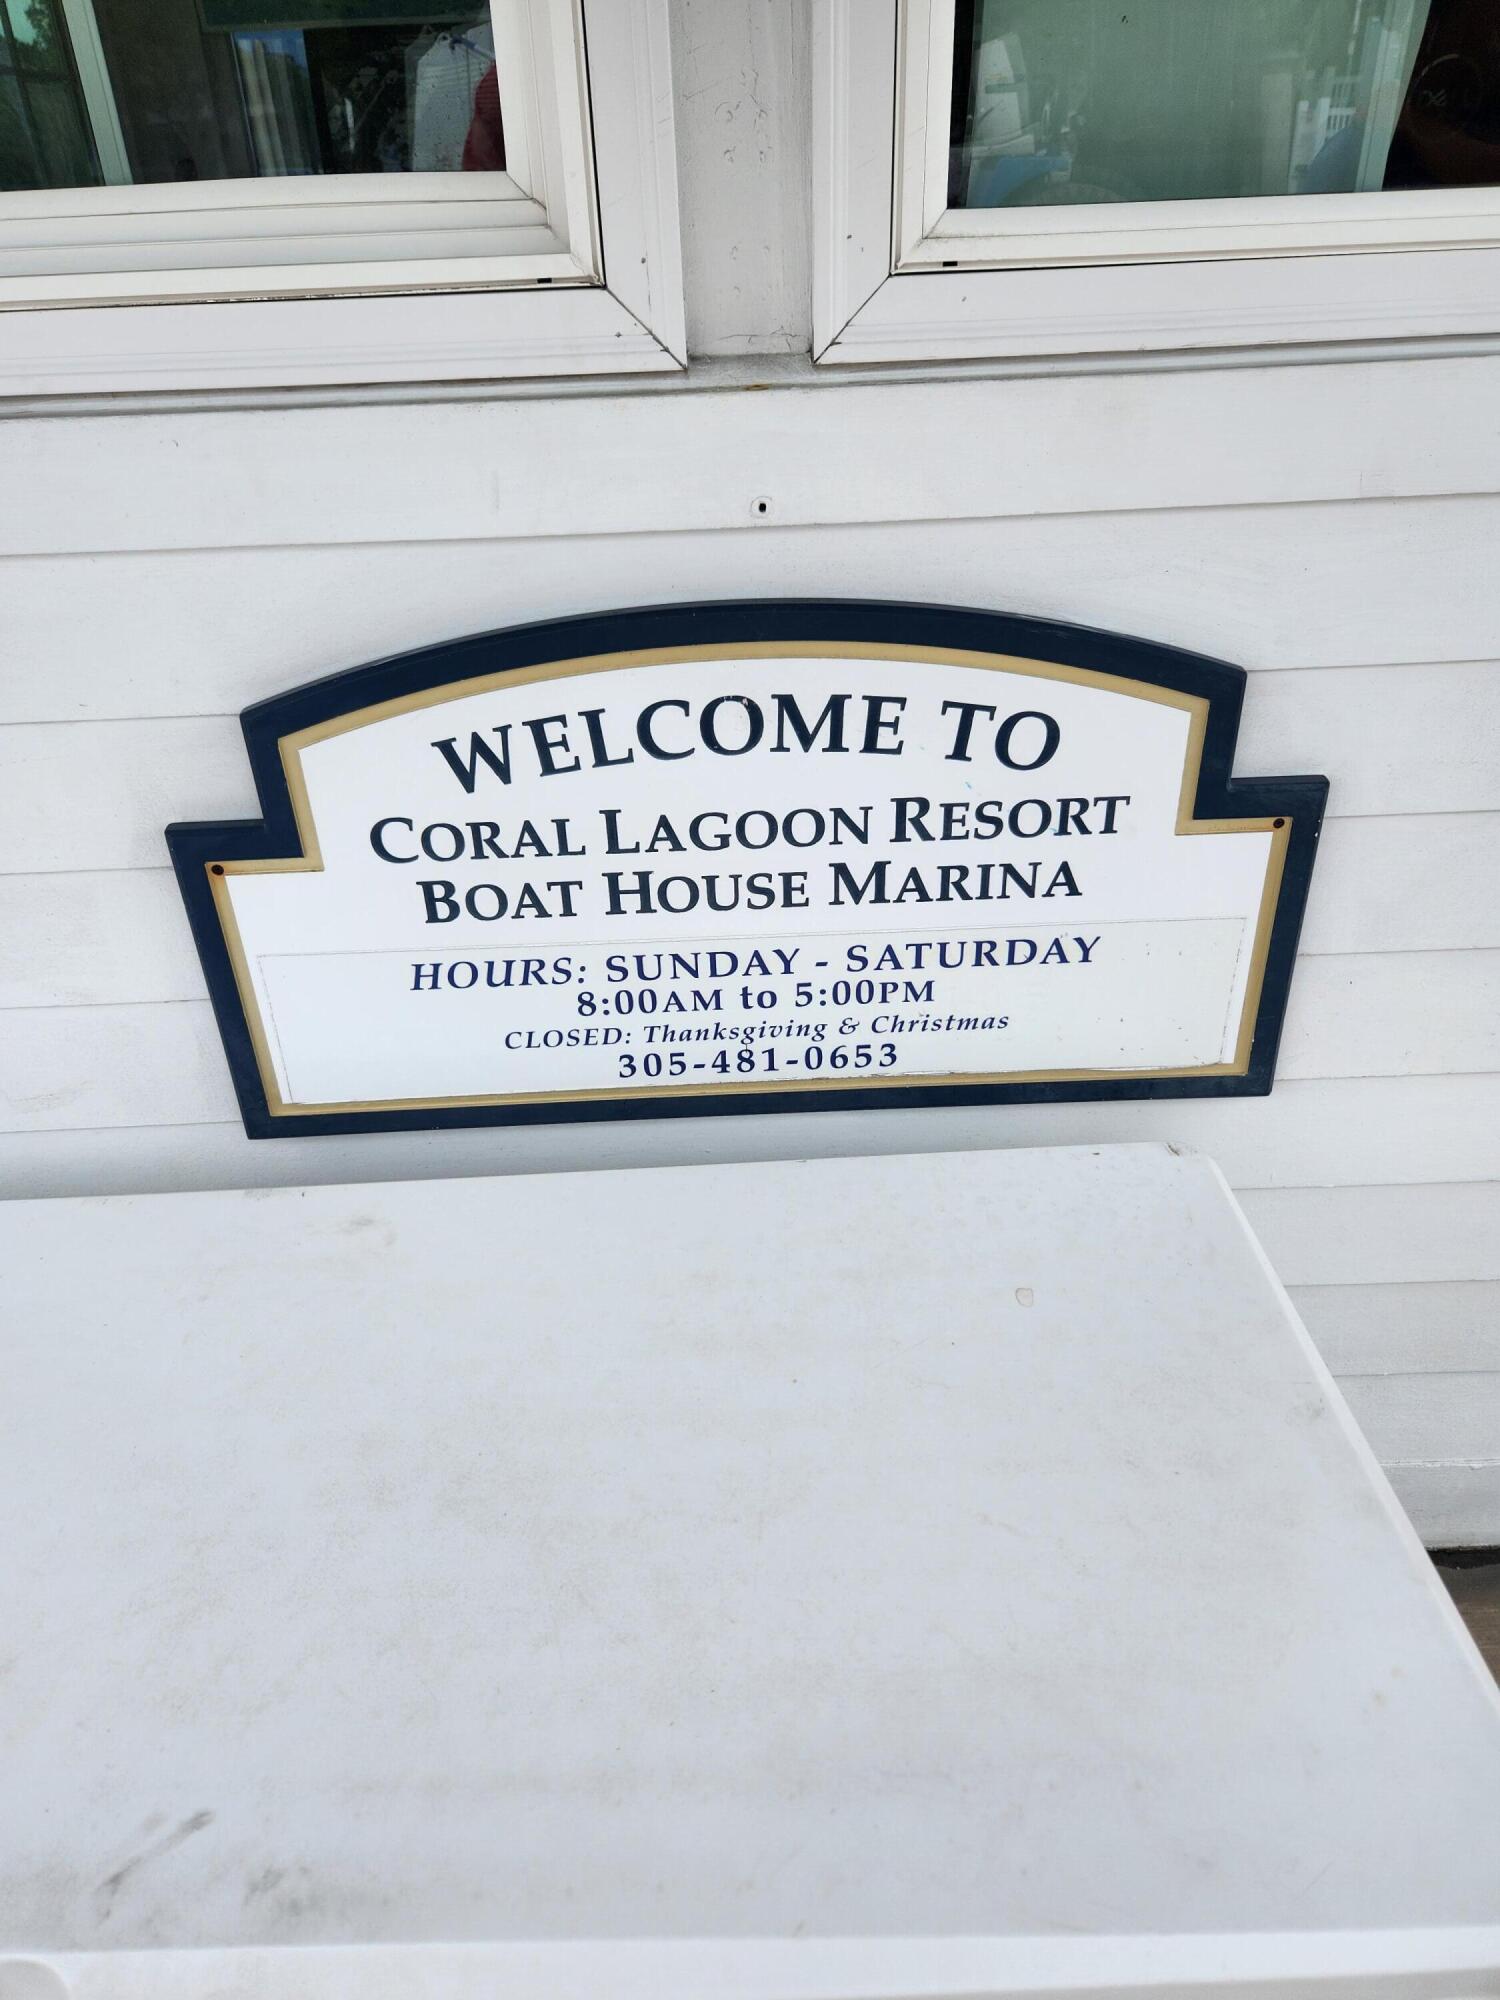 WELCOME TO
CORAL LAGOON RESORT
BOAT HOUSE MARINA
HOURS: SUNDAY - SATURDAY
8:00AM to 5:00PM
CLOSED: Thanksgiving & Christmas
305-481-0653